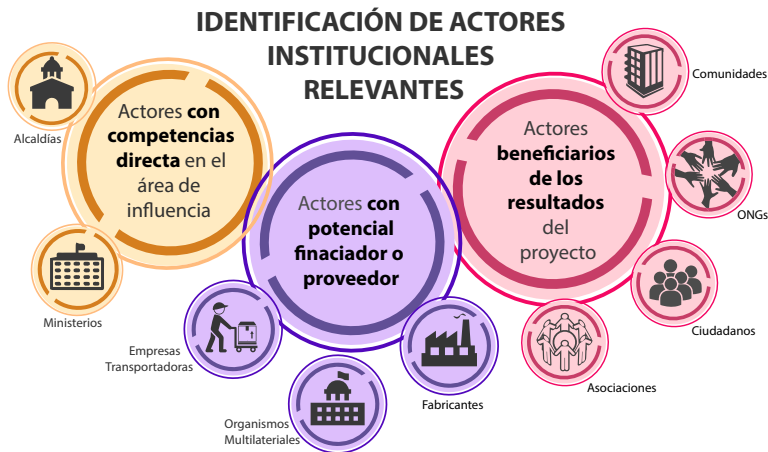 IDENTIFICACIÓN DE ACTORES
INSTITUCIONALES
RELEVANTES
Alcaldías
Ministerios
Actores con
competencias
directa en el
área de
influencia
Actores con
potencial
finaciador o
proveedor
Empresas
Transportadoras
Organismos
Multilateriales
Fabricantes
Actores
beneficiarios
de los
resultados
del
proyecto
Comunidades
ONGs
Ciudadanos
Asociaciones